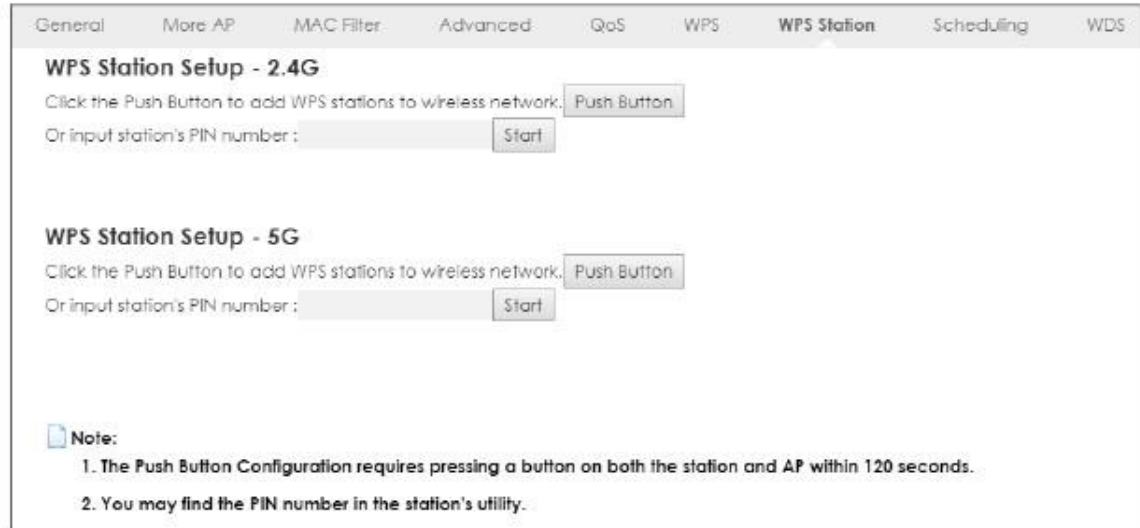 General More AP MAC Filter Advanced QoS WPS WPS Station Scheduling WDS
WPS Station Setup - 2.4G
Click the Push Button to add WPS stations to wireless network. Push Button
Or input station's PIN number : Start
WPS Station Setup - 5G
Click the Push Button to add WPS stations to wireless network. Push Button
Or input station's PIN number : Start
Note:
1. The Push Button Configuration requires pressing a button on both the station and AP within 120 seconds.
2. You may find the PIN number in the station's utility.